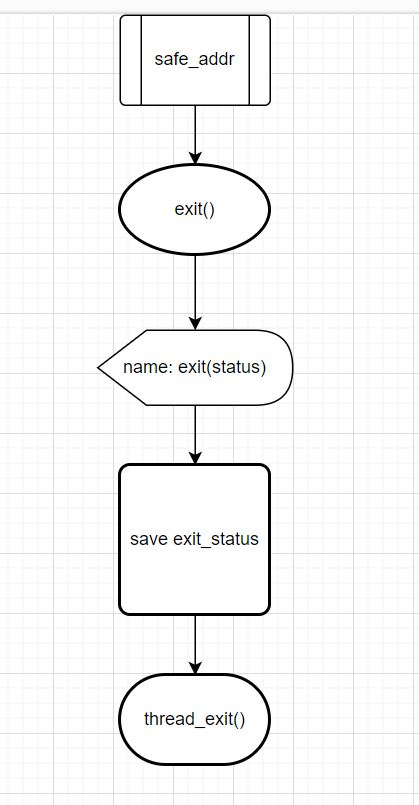 safe_addr
exit()
name: exit(status)
save exit_status
thread_exit()